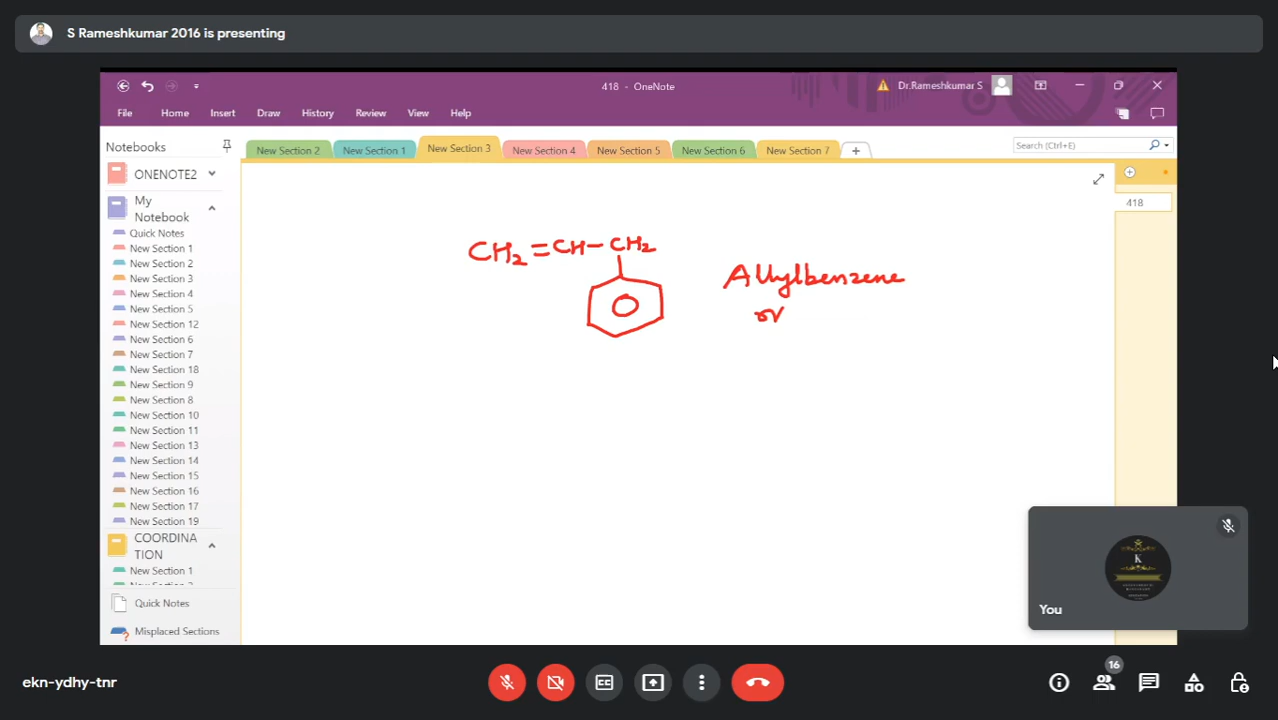 S Rameshkumar 2016 is presenting
418 - OneNote
Dr.Rameshkumar S
File Home Insert Draw History Review View Help
Notebooks
New Section 2 New Section 1 New Section 3 New Section 4 New Section 5 New Section 6 New Section 7 +
Search (Ctrl+E)
ONENOTE2
My
Notebook
Quick Notes
New Section 1
New Section 2
New Section 3
New Section 4
New Section 5
New Section 12
New Section 6
New Section 7
New Section 18
New Section 9
New Section 8
New Section 10
New Section 11
New Section 13
New Section 14
New Section 15
New Section 16
New Section 17
New Section 19
COORDINA
TION
New Section 1
Quick Notes
Misplaced Sections
418
CH₂=CH-CH₂
Allylbenzene
or
K
You
ekn-ydhy-tnr
CC
16